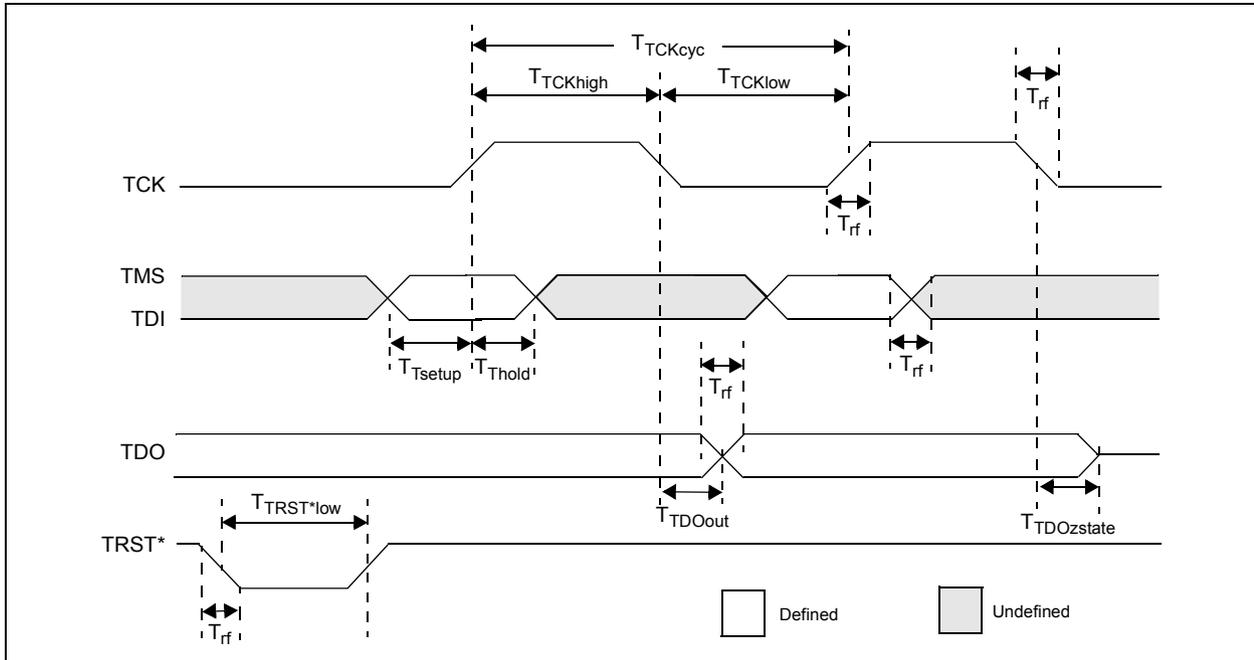 TTCKcyc
TTCKhigh
TTCKlow
Trf
TCK
Trf
TMS
TDI
TTsetup
TThold
Trf
Trf
TDO
TTDOout
TTDOzstate
TTRST*low
TRST*
Trf
Defined
Undefined